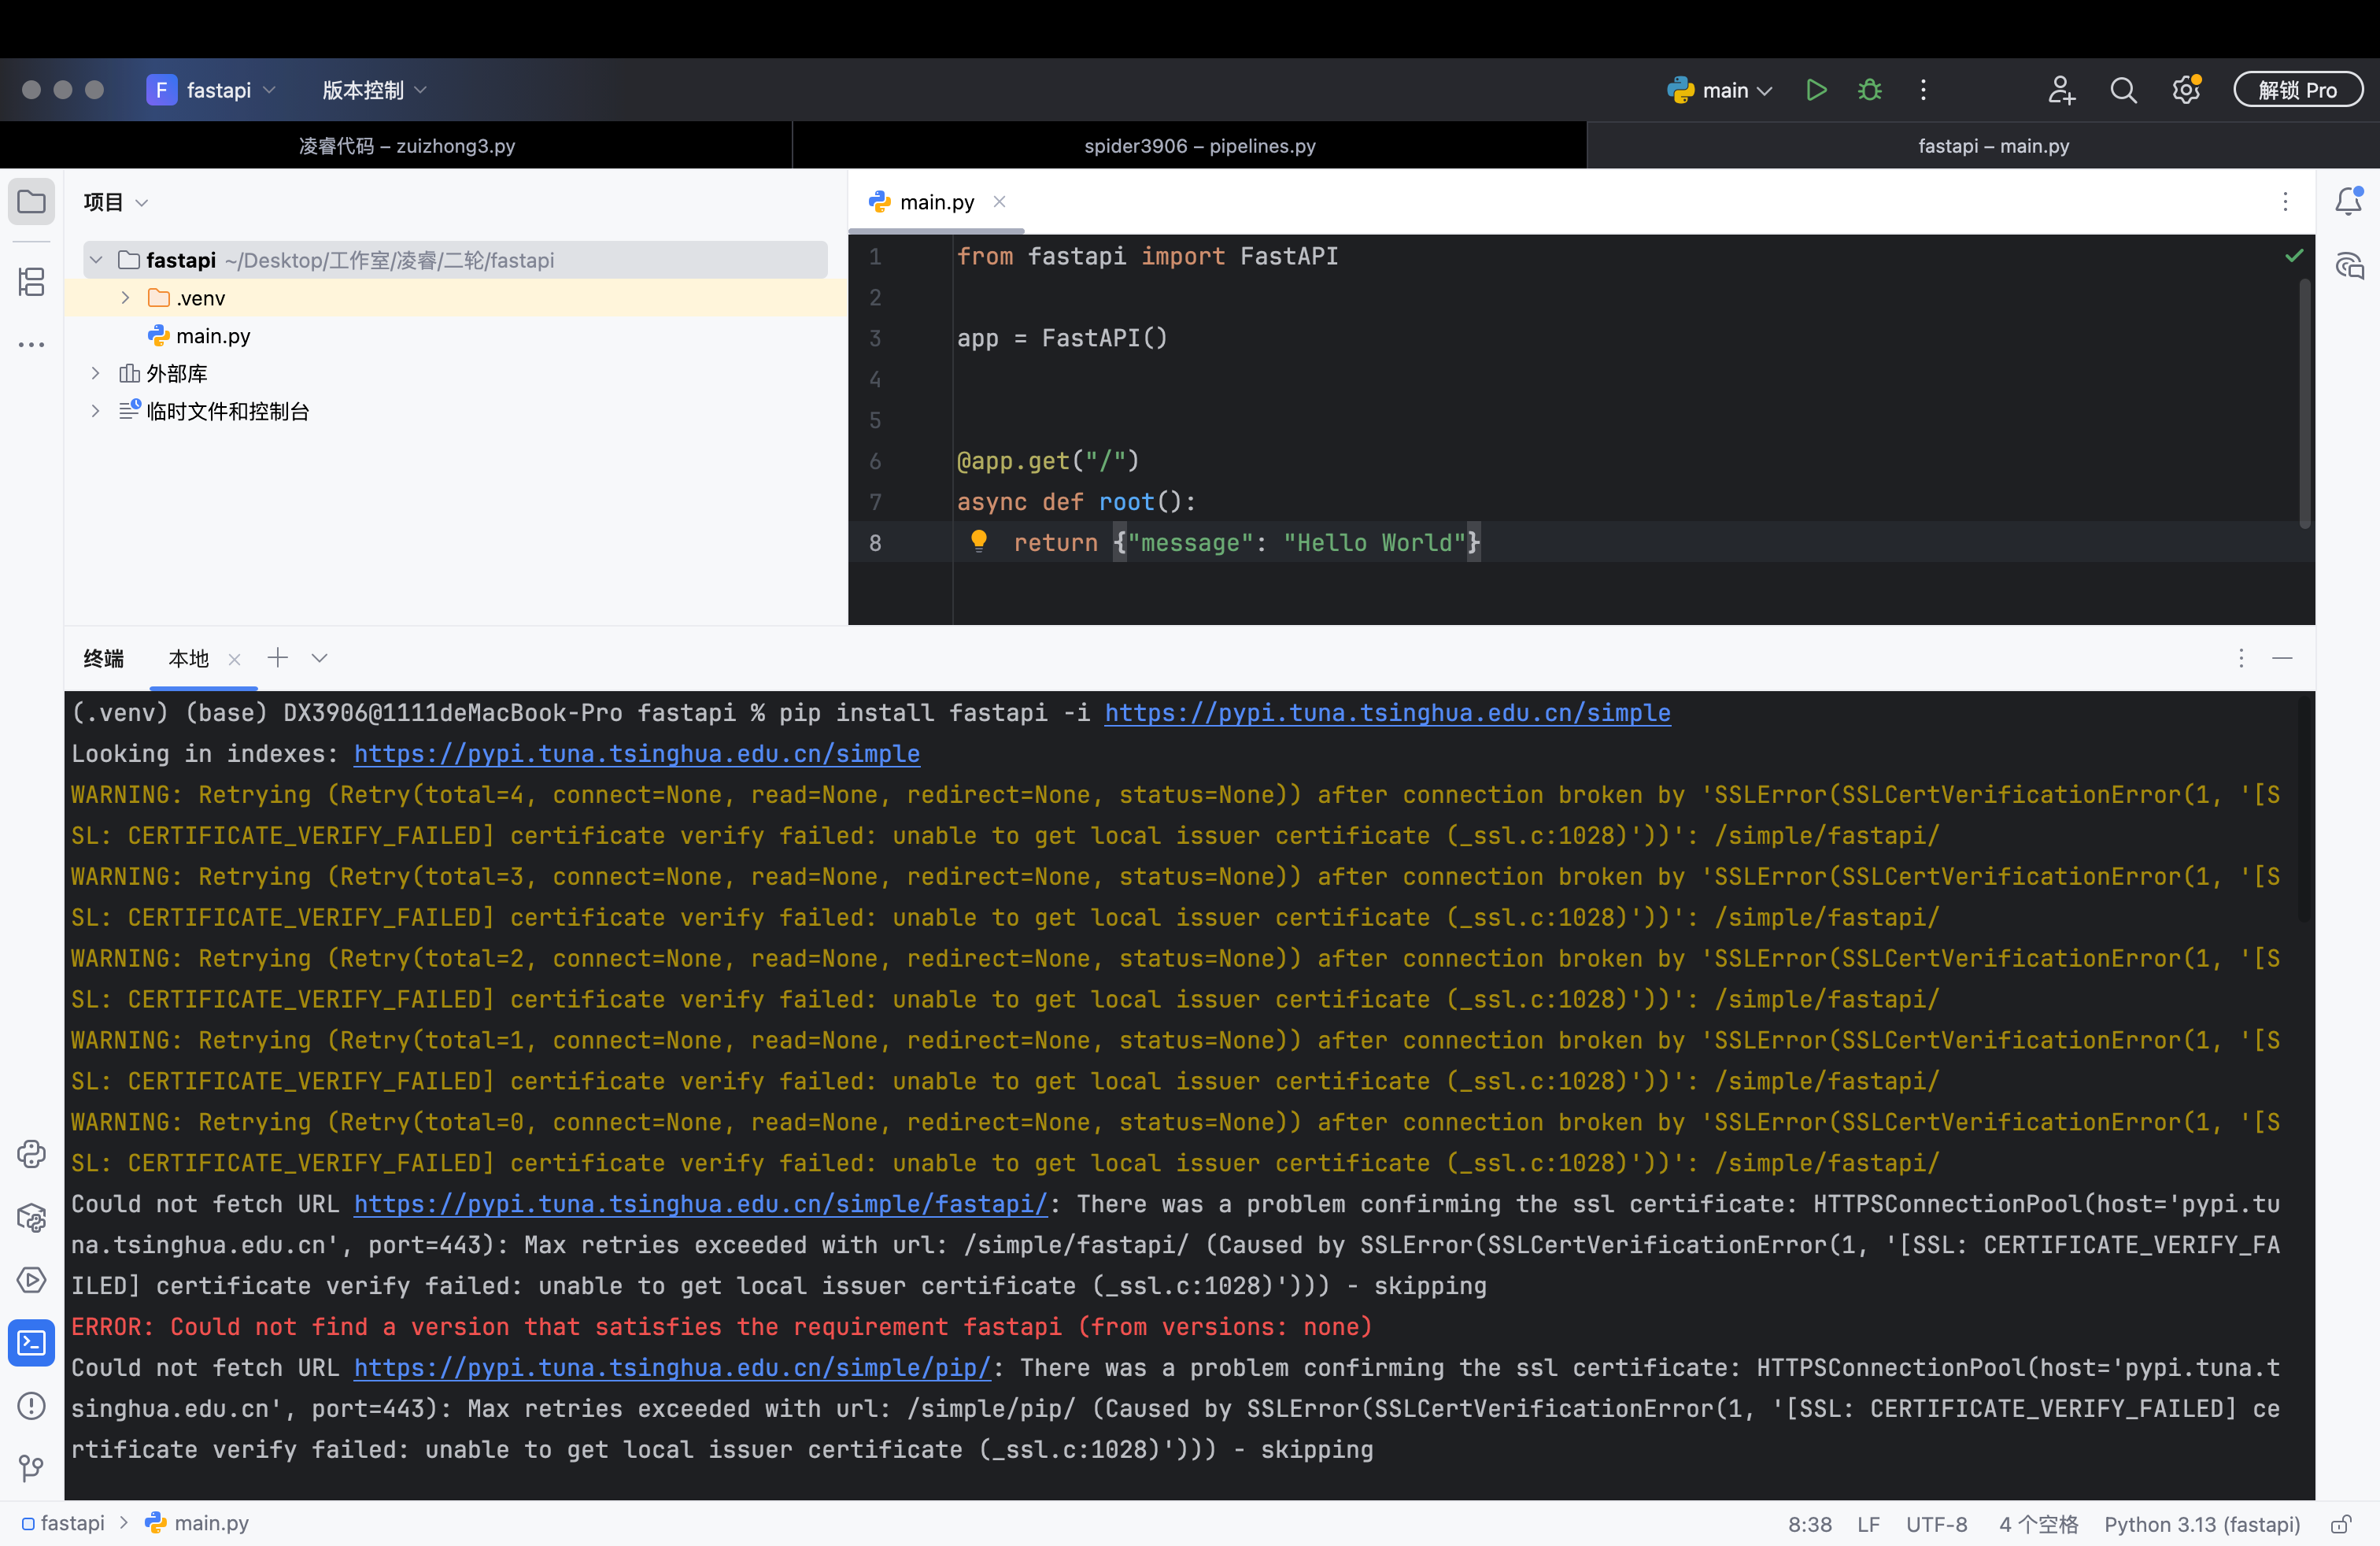 F fastapi 版本控制 main 解锁 Pro
凌睿代码 – zuizhong3.py spider3906 – pipelines.py fastapi – main.py
项目
fastapi ~/Desktop/工作室/凌睿/二轮/fastapi
.venv
main.py
外部库
临时文件和控制台
main.py
1 from fastapi import FastAPI
2
3 app = FastAPI()
4
5
6 @app.get("/")
7 async def root():
8 return {"message": "Hello World"}
终端 本地
(.venv) (base) DX3906@1111deMacBook-Pro fastapi % pip install fastapi -i https://pypi.tuna.tsinghua.edu.cn/simple
Looking in indexes: https://pypi.tuna.tsinghua.edu.cn/simple
WARNING: Retrying (Retry(total=4, connect=None, read=None, redirect=None, status=None)) after connection broken by 'SSLError(SSLCertVerificationError(1, '[S
SL: CERTIFICATE_VERIFY_FAILED] certificate verify failed: unable to get local issuer certificate (_ssl.c:1028)'))': /simple/fastapi/
WARNING: Retrying (Retry(total=3, connect=None, read=None, redirect=None, status=None)) after connection broken by 'SSLError(SSLCertVerificationError(1, '[S
SL: CERTIFICATE_VERIFY_FAILED] certificate verify failed: unable to get local issuer certificate (_ssl.c:1028)'))': /simple/fastapi/
WARNING: Retrying (Retry(total=2, connect=None, read=None, redirect=None, status=None)) after connection broken by 'SSLError(SSLCertVerificationError(1, '[S
SL: CERTIFICATE_VERIFY_FAILED] certificate verify failed: unable to get local issuer certificate (_ssl.c:1028)'))': /simple/fastapi/
WARNING: Retrying (Retry(total=1, connect=None, read=None, redirect=None, status=None)) after connection broken by 'SSLError(SSLCertVerificationError(1, '[S
SL: CERTIFICATE_VERIFY_FAILED] certificate verify failed: unable to get local issuer certificate (_ssl.c:1028)'))': /simple/fastapi/
WARNING: Retrying (Retry(total=0, connect=None, read=None, redirect=None, status=None)) after connection broken by 'SSLError(SSLCertVerificationError(1, '[S
SL: CERTIFICATE_VERIFY_FAILED] certificate verify failed: unable to get local issuer certificate (_ssl.c:1028)'))': /simple/fastapi/
Could not fetch URL https://pypi.tuna.tsinghua.edu.cn/simple/fastapi/: There was a problem confirming the ssl certificate: HTTPSConnectionPool(host='pypi.tu
na.tsinghua.edu.cn', port=443): Max retries exceeded with url: /simple/fastapi/ (Caused by SSLError(SSLCertVerificationError(1, '[SSL: CERTIFICATE_VERIFY_FA
ILED] certificate verify failed: unable to get local issuer certificate (_ssl.c:1028)'))) - skipping
ERROR: Could not find a version that satisfies the requirement fastapi (from versions: none)
Could not fetch URL https://pypi.tuna.tsinghua.edu.cn/simple/pip/: There was a problem confirming the ssl certificate: HTTPSConnectionPool(host='pypi.tuna.t
singhua.edu.cn', port=443): Max retries exceeded with url: /simple/pip/ (Caused by SSLError(SSLCertVerificationError(1, '[SSL: CERTIFICATE_VERIFY_FAILED] ce
rtificate verify failed: unable to get local issuer certificate (_ssl.c:1028)'))) - skipping
fastapi main.py 8:38 LF UTF-8 4 个空格 Python 3.13 (fastapi)